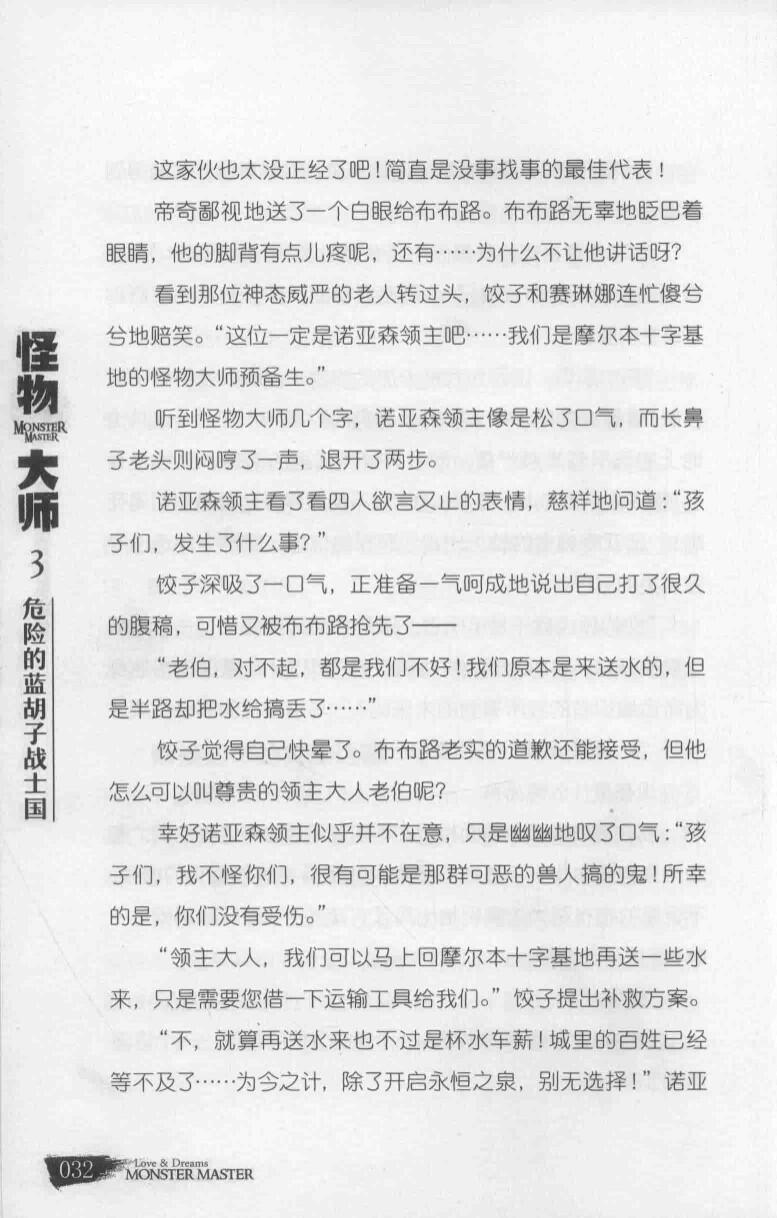 这家伙也太没正经了吧！简直是没事找事的最佳代表！
帝奇鄙视地送了一个白眼给布布路。布布路无辜地眨巴着
眼睛，他的脚背有点儿疼呢，还有……为什么不让他讲话呀？
看到那位神态威严的老人转过头，饺子和赛琳娜连忙傻兮
兮地赔笑。“这位一定是诺亚森领主吧……我们是摩尔本十字基
地的怪物大师预备生。”
听到怪物大师几个字，诺亚森领主像是松了口气，而长鼻
子老头则闷哼了一声，退开了两步。
诺亚森领主看了看四人欲言又止的表情，慈祥地问道：“孩
子们，发生了什么事？”
饺子深吸了一口气，正准备一气呵成地说出自己打了很久
的腹稿，可惜又被布布路抢先了——
“老伯，对不起，都是我们不好！我们原本是来送水的，但
是半路却把水给搞丢了……”
饺子觉得自己快晕了。布布路老实的道歉还能接受，但他
怎么可以叫尊贵的领主大人老伯呢？
幸好诺亚森领主似乎并不在意，只是幽幽地叹了口气：“孩
子们，我不怪你们，很有可能是那群可恶的兽人搞的鬼！所幸
的是，你们没有受伤。”
“领主大人，我们可以马上回摩尔本十字基地再送一些水
来，只是需要您借一下运输工具给我们。”饺子提出补救方案。
“不，就算再送水来也不过是杯水车薪！城里的百姓已经
等不及了……为今之计，除了开启永恒之泉，别无选择！”诺亚
怪物
MONSTER
MASTER
大师
3
危险的蓝胡子战士国
032
Love & Dreams
MONSTER MASTER